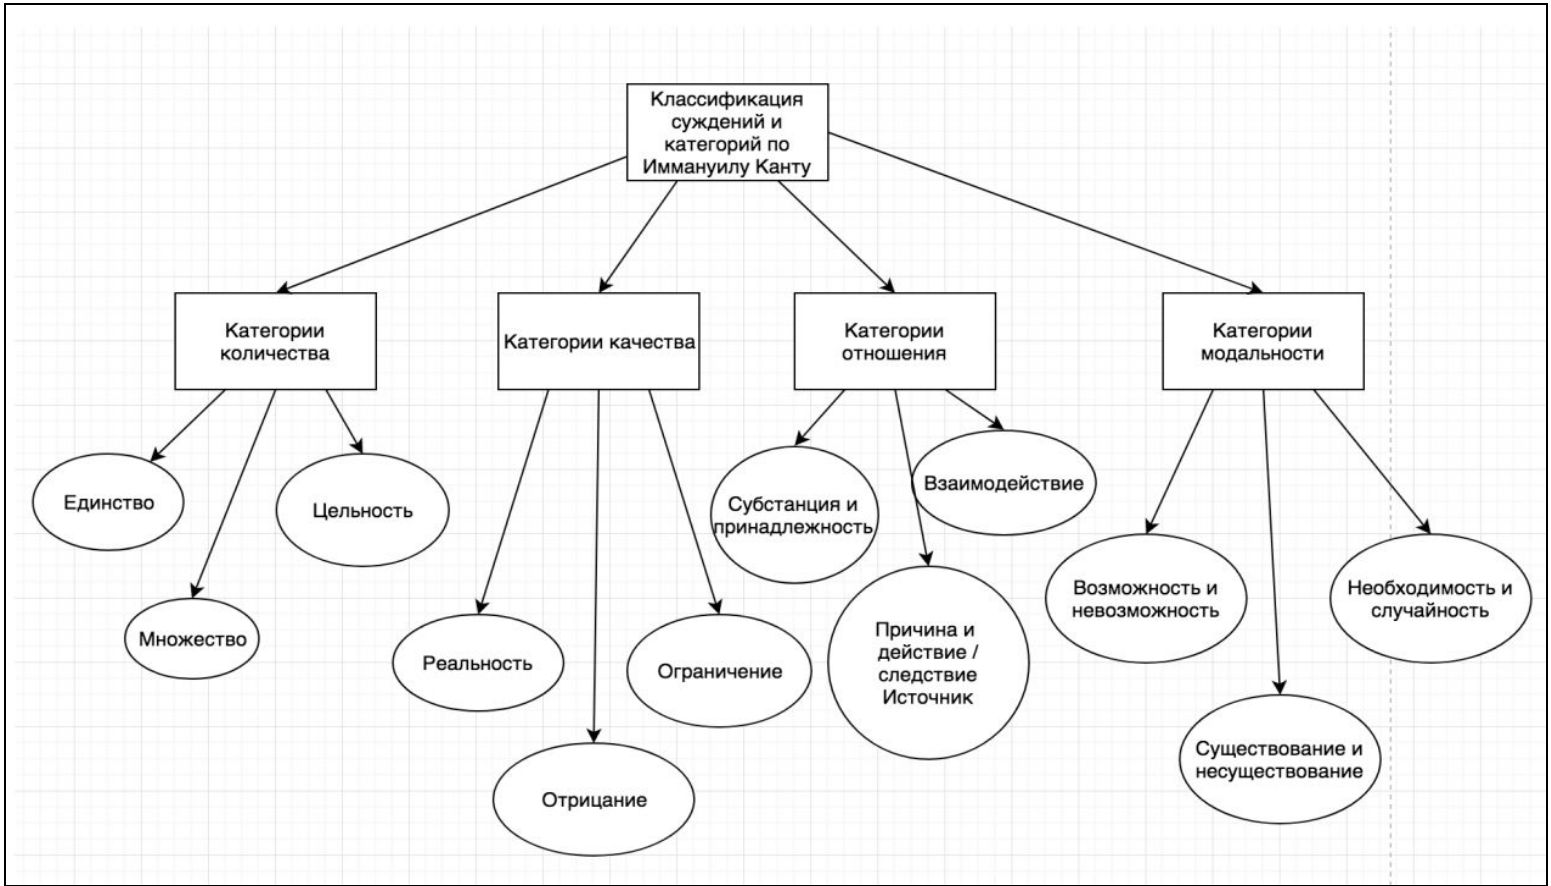 Классификация
суждений и
категорий по
Иммануилу Канту
Категории
количества
Категории качества
Категории
отношения
Категории
модальности
Единство
Множество
Цельность
Реальность
Отрицание
Ограничение
Субстанция и
принадлежность
Причина и
действие /
следствие
Источник
Взаимодействие
Возможность и
невозможность
Существование и
несуществование
Необходимость и
случайность